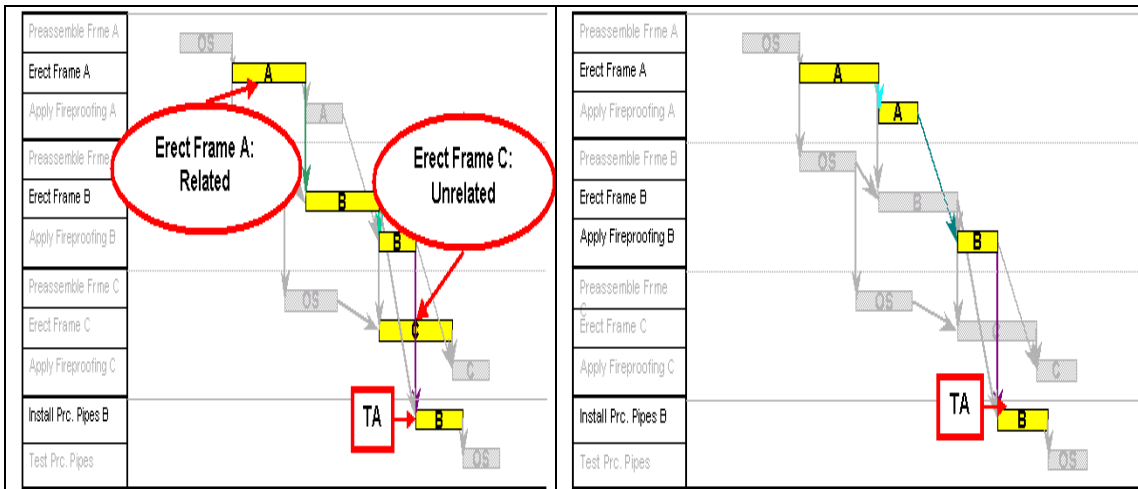 Preassemble Frme A
OS
Erect Frame A
A
Apply Fireproofing A
A
Erect Frame A:
Related
Erect Frame C:
Unrelated
Preassemble Frme
Erect Frame B
B
Apply Fireproofing B
B
Preassemble Frme C
OS
Erect Frame C
C
Apply Fireproofing C
C
Install Prc. Pipes B
TA
B
Test Prc. Pipes
OS
Preassemble Frme A
OS
Erect Frame A
A
Apply Fireproofing A
A
Preassemble Frme B
OS
Erect Frame B
B
Apply Fireproofing B
B
Preassemble Frme
C
OS
Erect Frame C
C
Apply Fireproofing C
C
Install Prc. Pipes B
TA
B
Test Prc. Pipes
OS